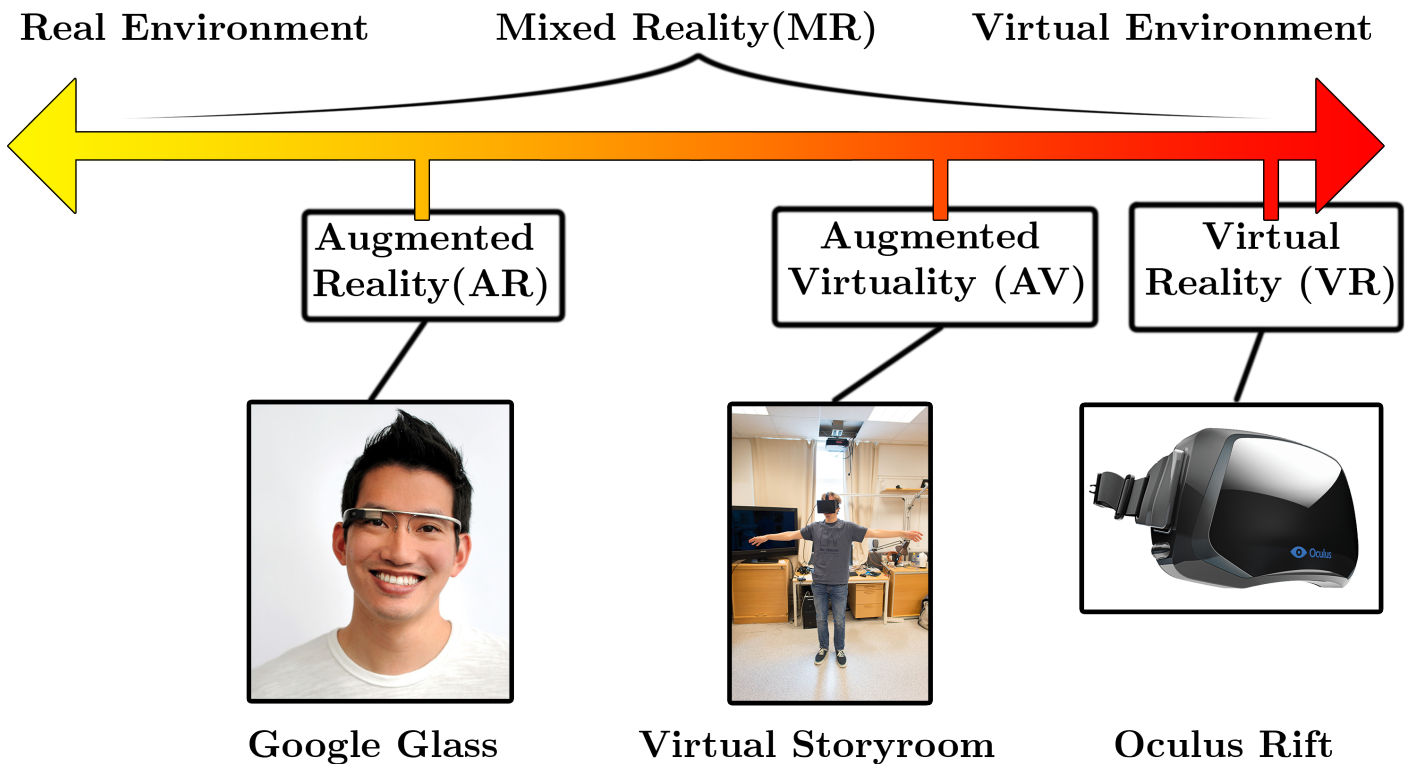 Real Environment
Mixed Reality(MR)
Virtual Environment
Augmented
Reality(AR)
Augmented
Virtuality (AV)
Virtual
Reality (VR)
Oculus
Google Glass
Virtual Storyroom
Oculus Rift